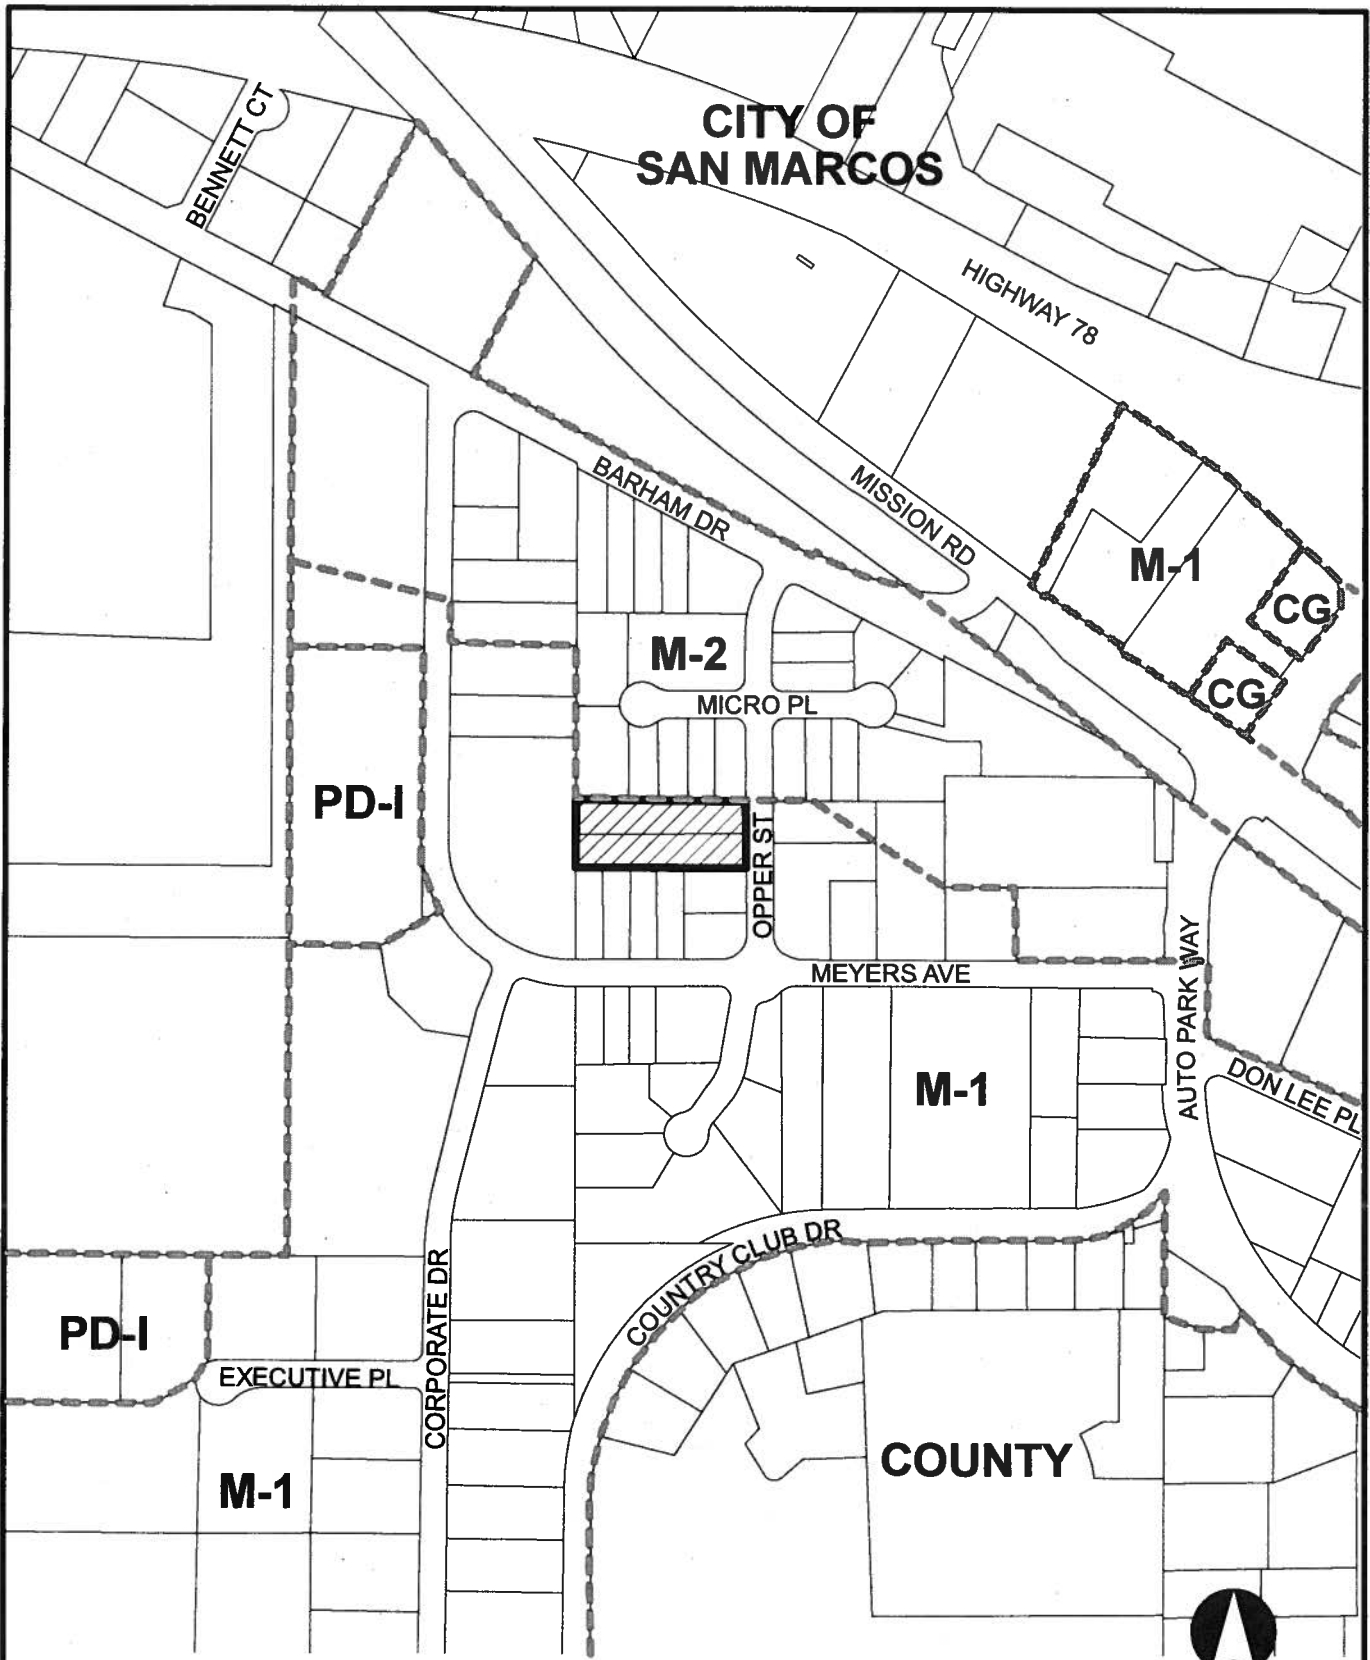 CITY OF
SAN MARCOS
BENNETT CT
HIGHWAY 78
BARHAM DR
MISSION RD
M-1
CG
CG
M-2
MICRO PL
PD-I
OPPER ST
MEYERS AVE
AUTO PARK WAY
DON LEE PL
M-1
COUNTRY CLUB DR
CORPORATE DR
PD-I
EXECUTIVE PL
M-1
COUNTY